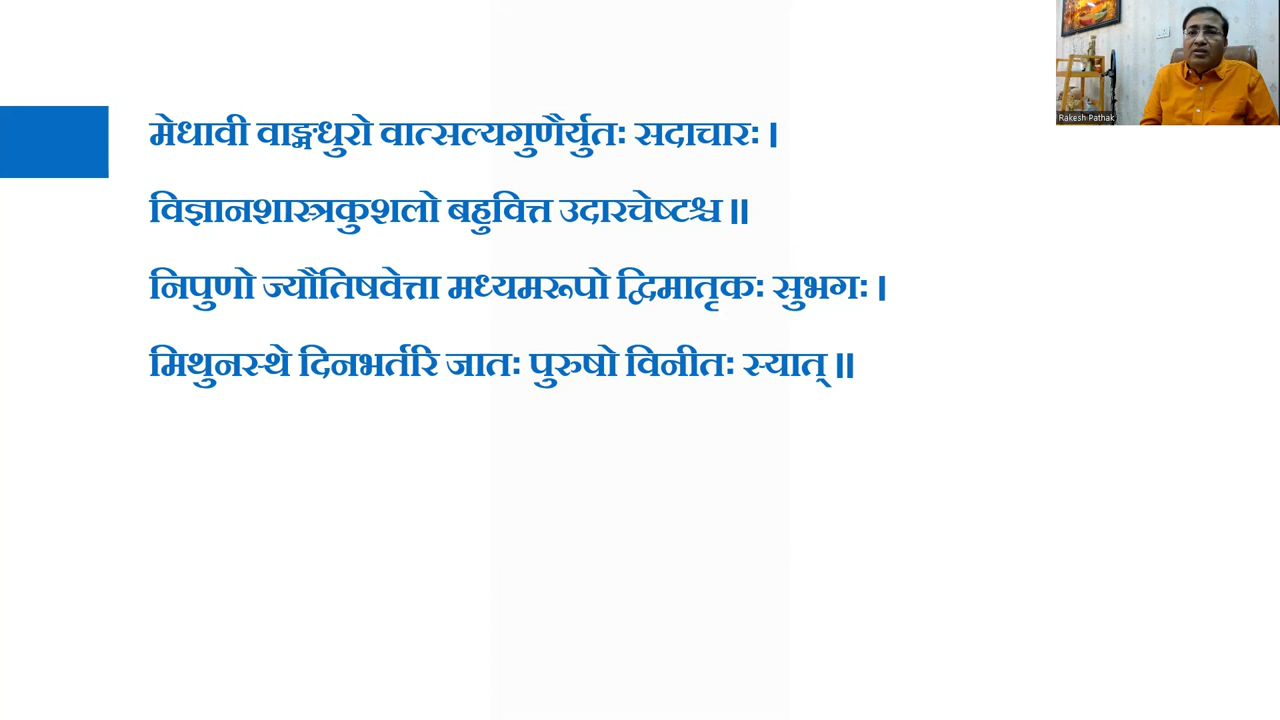 मेधावी वाङ्मधुरो वात्सल्यगुणैर्युतः सदाचारः ।
विज्ञानशास्त्रकुशलो बहुवित्त उदारचेष्टश्च ॥
निपुणो ज्यौतिषवेत्ता मध्यमरूपो द्विमातृकः सुभगः ।
मिथुनस्थे दिनभर्तरि जातः पुरुषो विनीतः स्यात् ॥
Rakesh Pathak